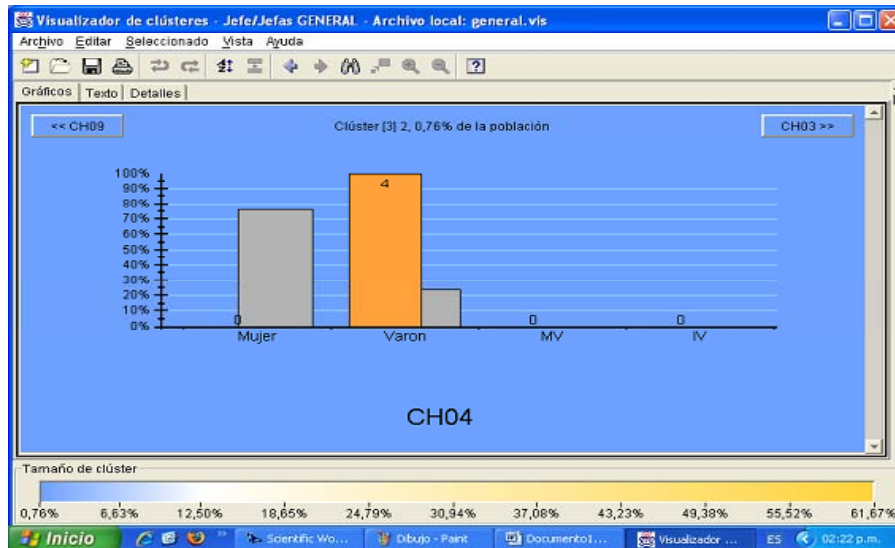 Visualizador de clústeres - Jefe/Jefas GENERAL - Archivo local: general.vis
Archivo Editar Seleccionado Vista Ayuda
Gráficos Texto Detalles
<< CH09
Clúster [3] 2, 0,76% de la población
CH03 >>
100%
90%
80%
70%
60%
50%
40%
30%
20%
10%
0%
4
0
0
0
Mujer
Varon
MV
IV
CH04
Tamaño de clúster
0,76% 6,63% 12,50% 18,65% 24,79% 30,94% 37,08% 43,23% 49,38% 55,52% 61,67%
Inicio
Scientific Wo...
Dibujo - Paint
Documento1...
Visualizador ...
ES
02:22 p.m.